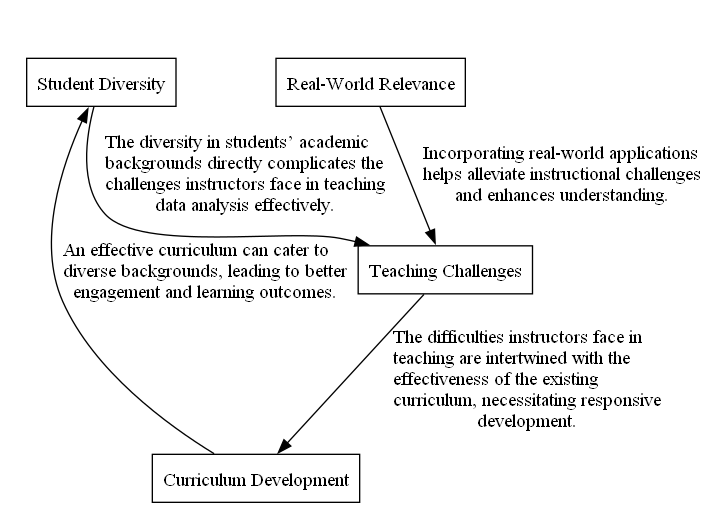 Student Diversity
Real-World Relevance
The diversity in students’ academic
backgrounds directly complicates the
challenges instructors face in teaching
data analysis effectively.
Incorporating real-world applications
helps alleviate instructional challenges
and enhances understanding.
An effective curriculum can cater to
diverse backgrounds, leading to better
engagement and learning outcomes.
Teaching Challenges
The difficulties instructors face in
teaching are intertwined with the
effectiveness of the existing
curriculum, necessitating responsive
development.
Curriculum Development